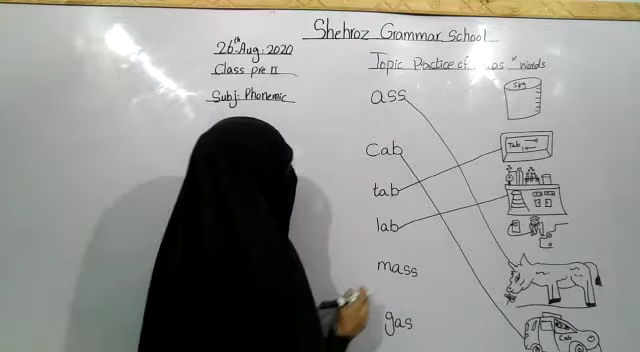 Shehroz Grammar School
26th Aug: 2020
Class pre II
Subj: Phonemic
Topic Practice of as" words
ass
5kg
Cab
Tab
tab
lab
mass
gas
Cab